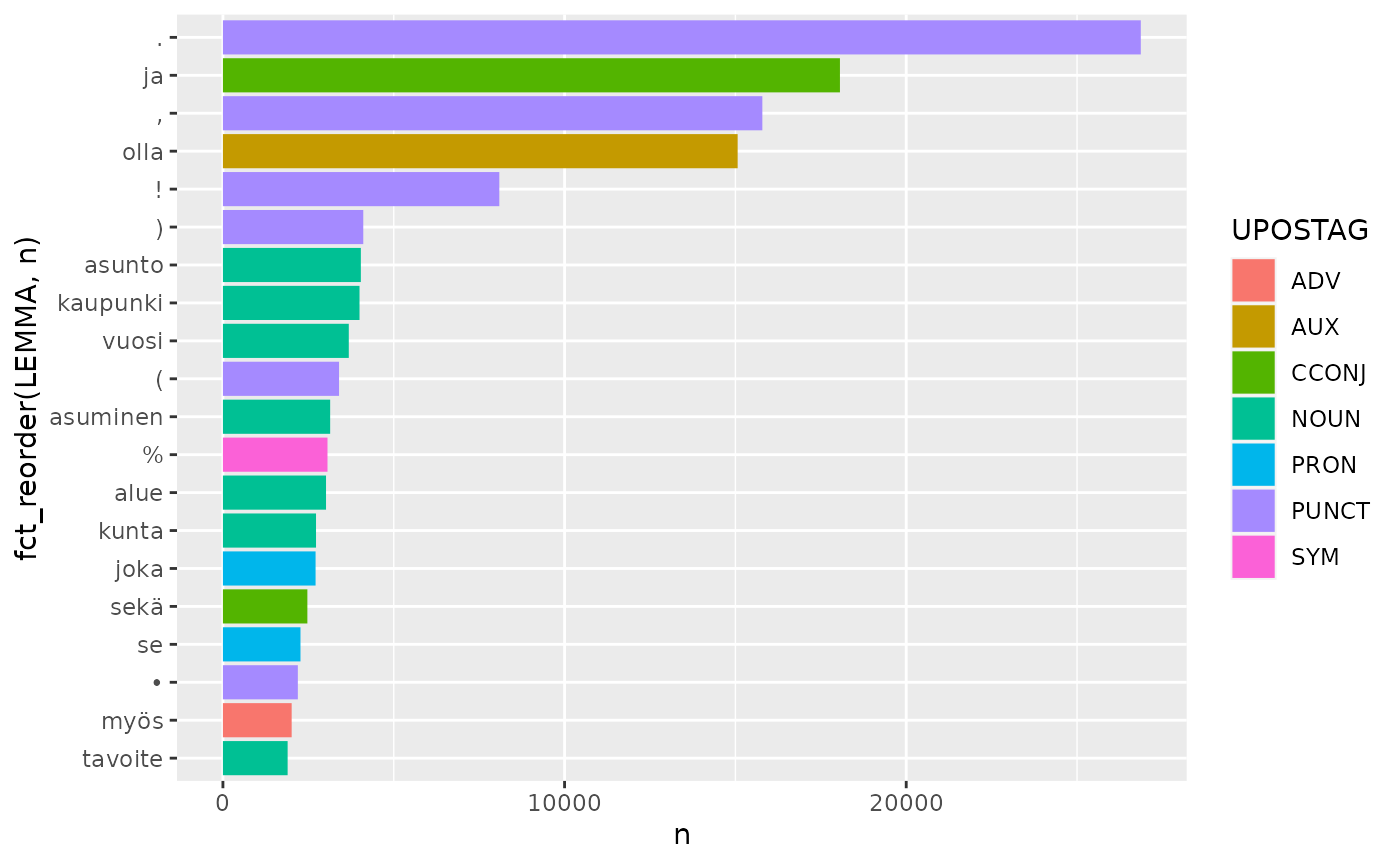 .
ja
,
olla
!
)
asunto
kaupunki
vuosi
(
asuminen
%
alue
kunta
joka
sekä
se
•
myös
tavoite
fct_reorder(LEMMA, n)
0 10000 20000
n
UPOSTAG
ADV
AUX
CCONJ
NOUN
PRON
PUNCT
SYM